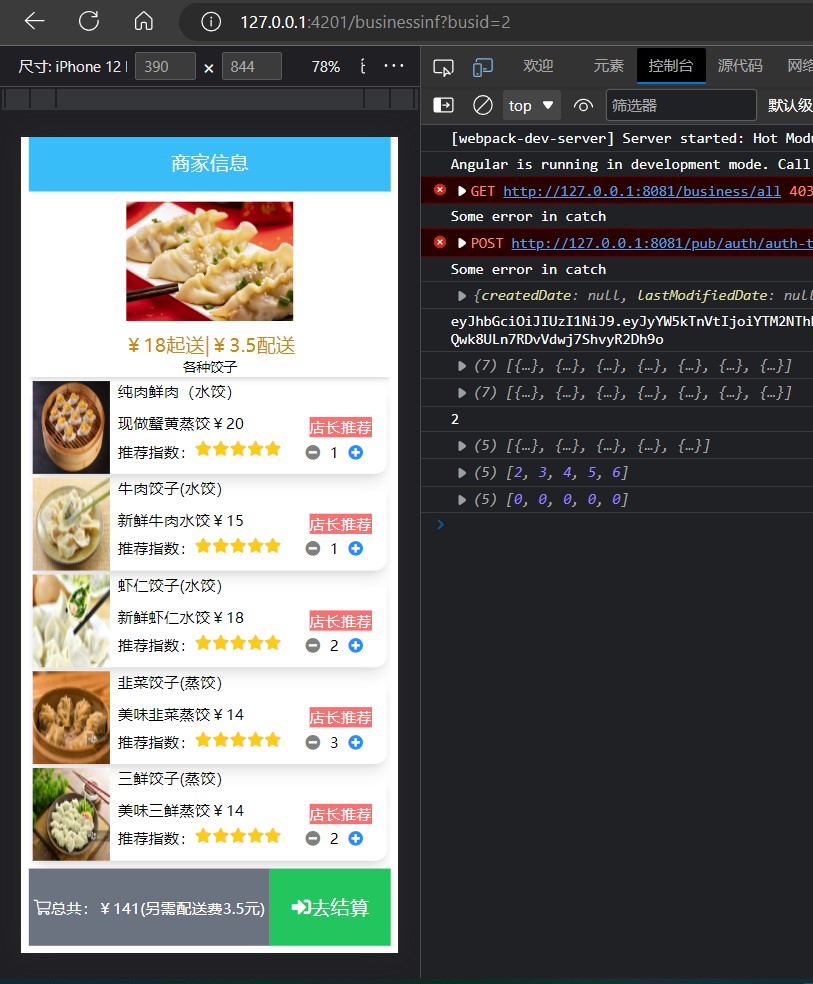 127.0.0.1:4201/businessinf?busid=2
尺寸: iPhone 12 390 × 844 78%
欢迎 元素 控制台 源代码 网络
top 筛选器 默认级
[webpack-dev-server] Server started: Hot Modu
Angular is running in development mode. Call
GET http://127.0.0.1:8081/business/all 403
Some error in catch
POST http://127.0.0.1:8081/pub/auth/auth-t
Some error in catch
{createdDate: null, lastModifiedDate: null
eyJhbGciOiJIUzI1NiJ9.eyJyYW5kTnVtIjoiYTM2NTh
Qwk8ULn7RDvVdwj7ShvyR2Dh9o
(7) [{…}, {…}, {…}, {…}, {…}, {…}, {…}]
(7) [{…}, {…}, {…}, {…}, {…}, {…}, {…}]
2
(5) [{…}, {…}, {…}, {…}, {…}]
(5) [2, 3, 4, 5, 6]
(5) [0, 0, 0, 0, 0]
商家信息
￥18起送|￥3.5配送
各种饺子
纯肉鲜肉（水饺）
现做蟹黄蒸饺￥20 店长推荐
推荐指数： 1
牛肉饺子(水饺)
新鲜牛肉水饺￥15 店长推荐
推荐指数： 1
虾仁饺子(水饺)
新鲜虾仁水饺￥18 店长推荐
推荐指数： 2
韭菜饺子(蒸饺)
美味韭菜蒸饺￥14 店长推荐
推荐指数： 3
三鲜饺子(蒸饺)
美味三鲜蒸饺￥14 店长推荐
推荐指数： 2
总共：￥141(另需配送费3.5元) 去结算